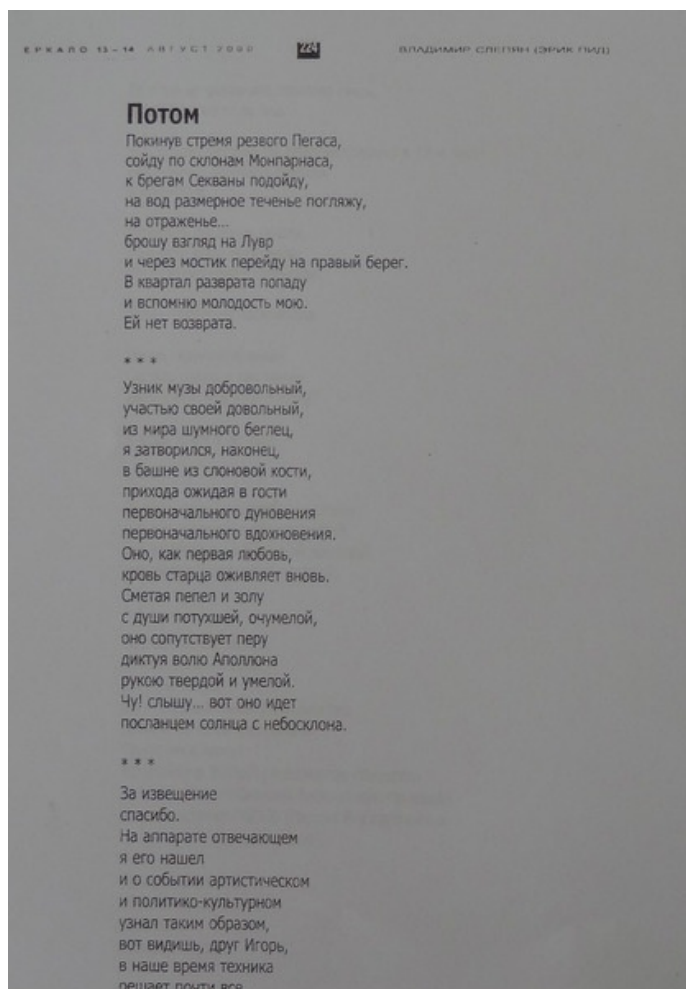 ЕРКАЛО 13–14 АВГУСТ 2000
224
ВЛАДИМИР СЛЕПЯН (ЭРИК ПИД)
Потом
Покинув стремя резвого Пегаса,
сойду по склонам Монпарнаса,
к брегам Секваны подойду,
на вод размерное теченье погляжу,
на отраженье...
брошу взгляд на Лувр
и через мостик перейду на правый берег.
В квартал разврата попаду
и вспомню молодость мою.
Ей нет возврата.
* * *
Узник музы добровольный,
участью своей довольный,
из мира шумного беглец,
я затворился, наконец,
в башне из слоновой кости,
прихода ожидая в гости
первоначального дуновения
первоначального вдохновения.
Оно, как первая любовь,
кровь старца оживляет вновь.
Сметая пепел и золу
с души потухшей, очумелой,
оно сопутствует перу
диктуя волю Аполлона
рукою твердой и умелой.
Чу! слышу... вот оно идет
посланцем солнца с небосклона.
* * *
За извещение
спасибо.
На аппарате отвечающем
я его нашел
и о событии артистическом
и политико-культурном
узнал таким образом,
вот видишь, друг Игорь,
в наше время техника
решает почти все